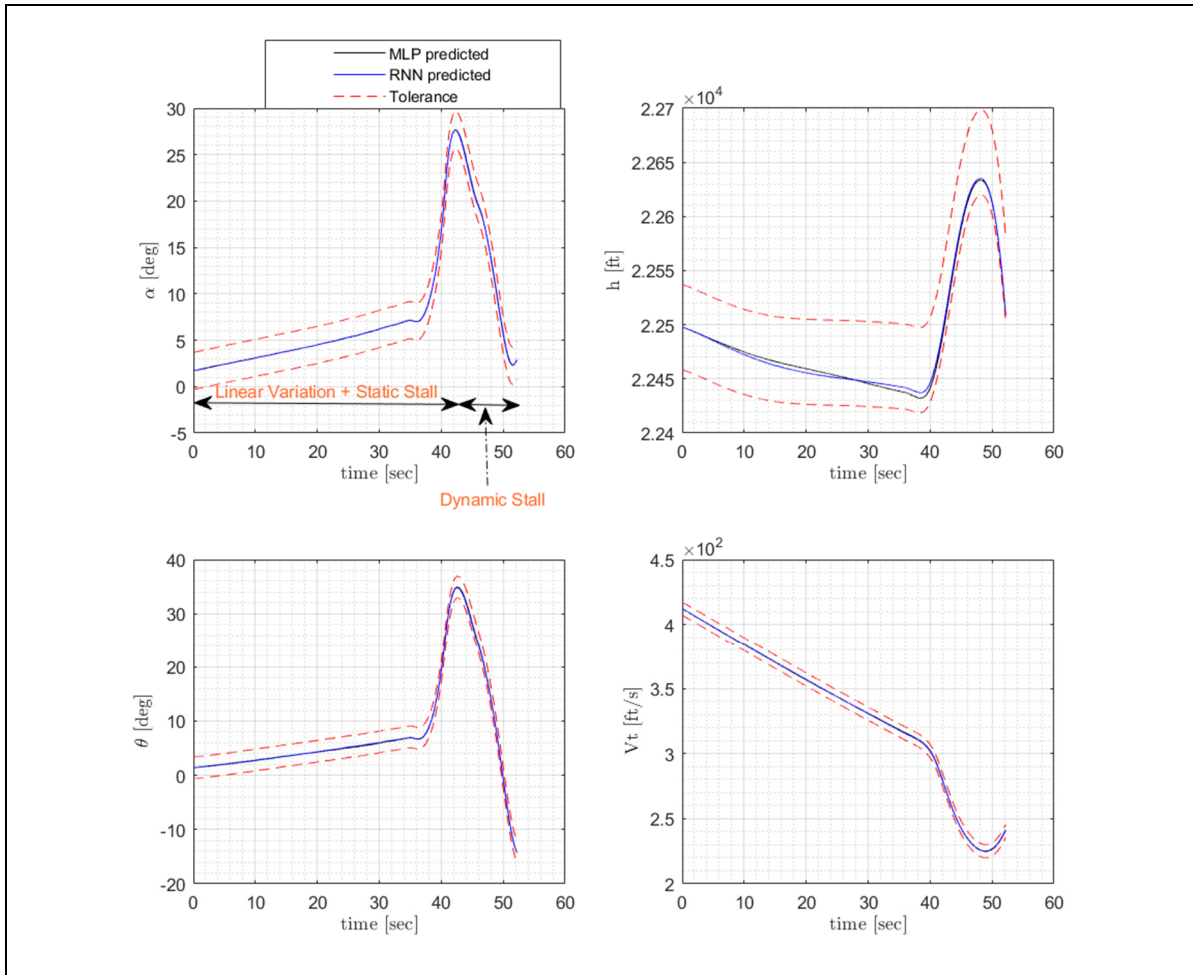 MLP predicted
RNN predicted
Tolerance
30
25
20
15
10
5
0
-5
α [deg]
Linear Variation + Static Stall
0 10 20 30 40 50 60
time [sec]
Dynamic Stall
×10⁴
2.27
2.265
2.26
2.255
2.25
2.245
2.24
h [ft]
0 10 20 30 40 50 60
time [sec]
40
30
20
10
0
-10
-20
θ [deg]
0 10 20 30 40 50 60
time [sec]
×10²
4.5
4
3.5
3
2.5
2
Vt [ft/s]
0 10 20 30 40 50 60
time [sec]